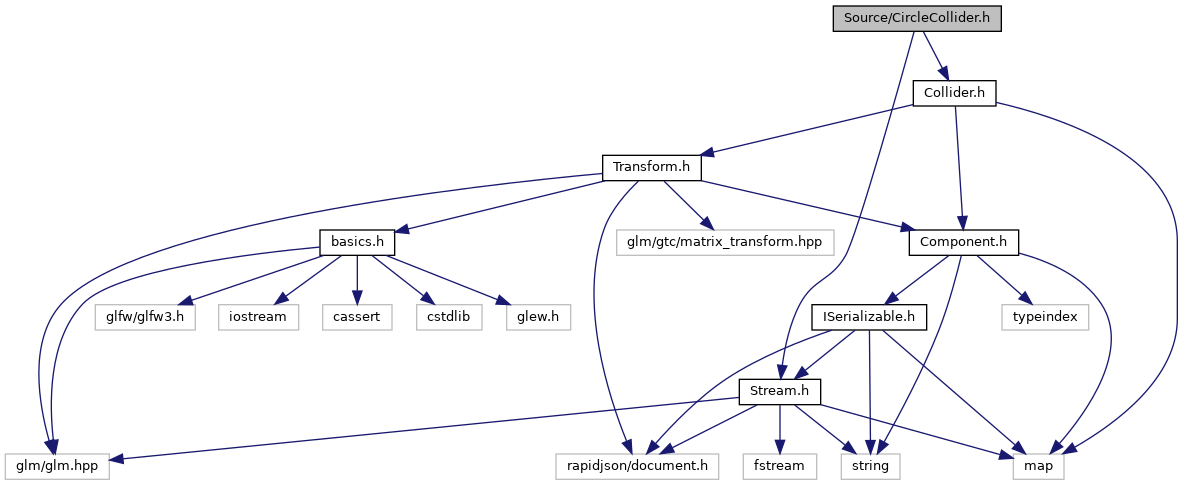 Source/CircleCollider.h
Collider.h
Transform.h
basics.h
glm/gtc/matrix_transform.hpp
Component.h
glfw/glfw3.h
iostream
cassert
cstdlib
glew.h
ISerializable.h
typeindex
Stream.h
glm/glm.hpp
rapidjson/document.h
fstream
string
map